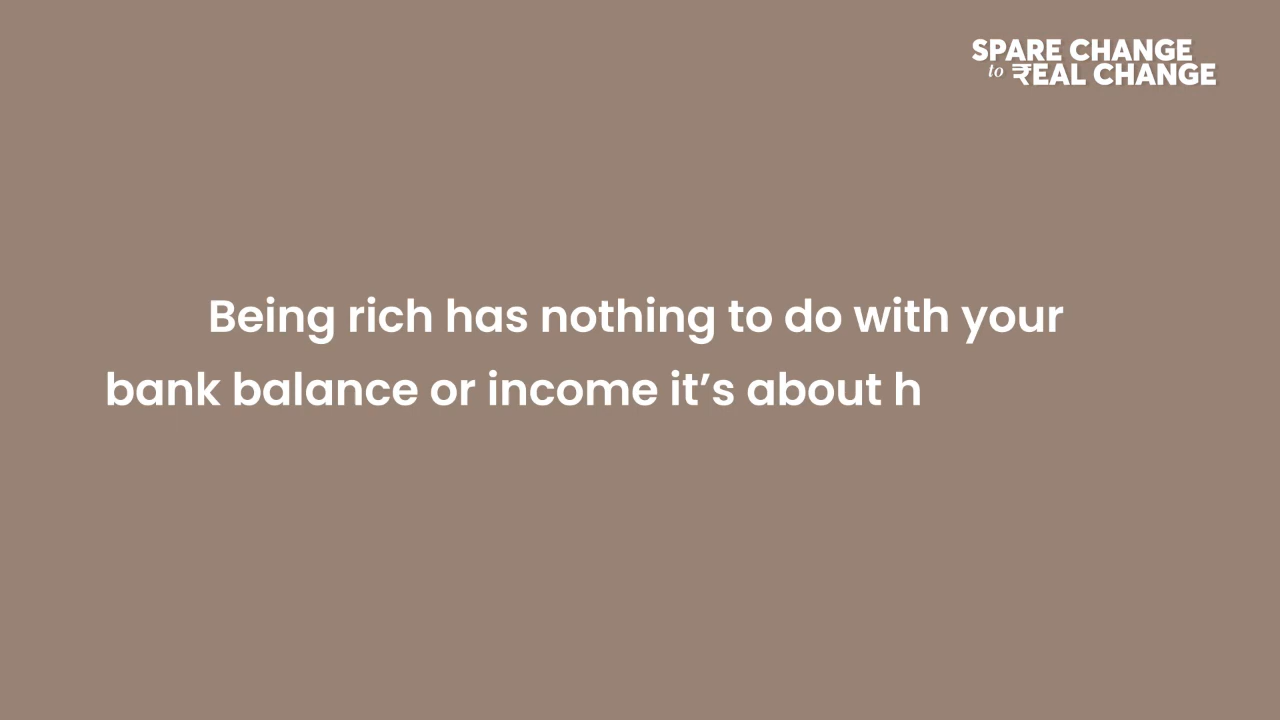 SPARE CHANGE
to ₹EAL CHANGE
Being rich has nothing to do with your
bank balance or income it’s about h